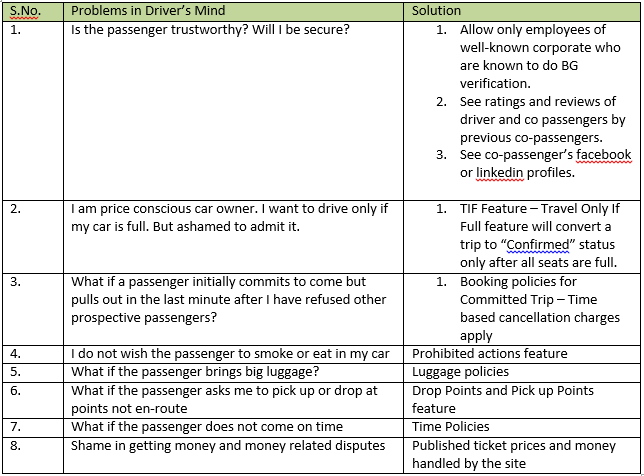 S.No. Problems in Driver's Mind Solution
1. Is the passenger trustworthy? Will I be secure? 1. Allow only employees of
well-known corporate who
are known to do BG
verification.
2. See ratings and reviews of
driver and co passengers by
previous co-passengers.
3. See co-passenger's facebook
or linkedin profiles.
2. I am price conscious car owner. I want to drive only if 1. TIF Feature – Travel Only If
my car is full. But ashamed to admit it. Full feature will convert a
trip to “Confirmed” status
only after all seats are full.
3. What if a passenger initially commits to come but 1. Booking policies for
pulls out in the last minute after I have refused other Committed Trip – Time
prospective passengers? based cancellation charges
apply
4. I do not wish the passenger to smoke or eat in my car Prohibited actions feature
5. What if the passenger brings big luggage? Luggage policies
6. What if the passenger asks me to pick up or drop at Drop Points and Pick up Points
points not en-route feature
7. What if the passenger does not come on time Time Policies
8. Shame in getting money and money related disputes Published ticket prices and money
handled by the site